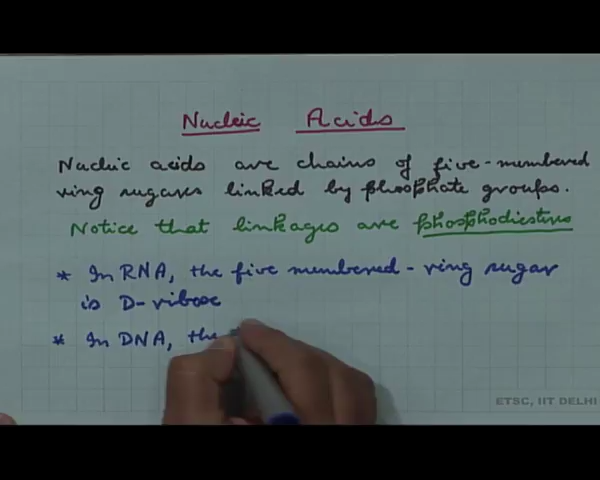 Nucleic Acids
Nucleic acids are chains of five-membered
ring sugars linked by phosphate groups.
Notice that linkages are phosphodiesters
* In RNA, the five membered-ring sugar
is D-ribose
* In DNA, the
ETSC, IIT DELHI